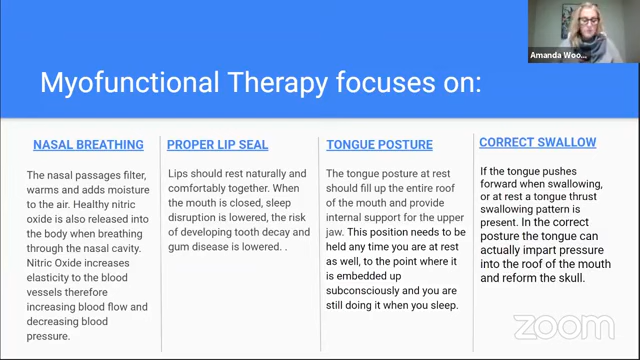 Amanda Woo...
Myofunctional Therapy focuses on:
NASAL BREATHING
The nasal passages filter,
warms and adds moisture
to the air. Healthy nitric
oxide is also released into
the body when breathing
through the nasal cavity.
Nitric Oxide increases
elasticity to the blood
vessels therefore
increasing blood flow and
decreasing blood
pressure.
PROPER LIP SEAL
Lips should rest naturally and
comfortably together. When
the mouth is closed, sleep
disruption is lowered, the risk
of developing tooth decay and
gum disease is lowered. .
TONGUE POSTURE
The tongue posture at rest
should fill up the entire roof
of the mouth and provide
internal support for the upper
jaw. This position needs to be
held any time you are at rest
as well, to the point where it
is embedded up
subconsciously and you are
still doing it when you sleep.
CORRECT SWALLOW
If the tongue pushes
forward when swallowing,
or at rest a tongue thrust
swallowing pattern is
present. In the correct
posture the tongue can
actually impart pressure
into the roof of the mouth
and reform the skull.
zoom